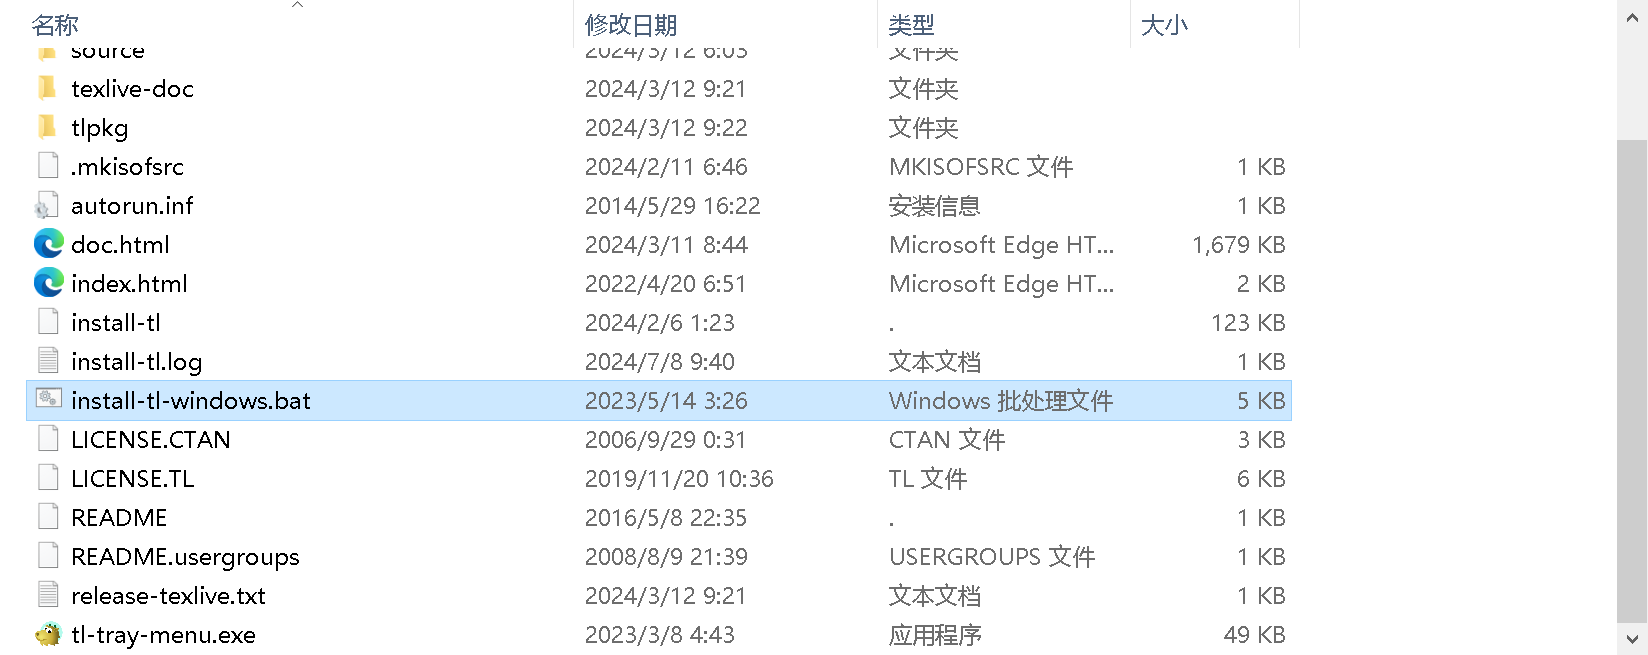 名称 修改日期 类型 大小
source 2024/3/12 6:03 文件夹
texlive-doc 2024/3/12 9:21 文件夹
tlpkg 2024/3/12 9:22 文件夹
.mkisofsrc 2024/2/11 6:46 MKISOFSRC 文件 1 KB
autorun.inf 2014/5/29 16:22 安装信息 1 KB
doc.html 2024/3/11 8:44 Microsoft Edge HT... 1,679 KB
index.html 2022/4/20 6:51 Microsoft Edge HT... 2 KB
install-tl 2024/2/6 1:23 . 123 KB
install-tl.log 2024/7/8 9:40 文本文档 1 KB
install-tl-windows.bat 2023/5/14 3:26 Windows 批处理文件 5 KB
LICENSE.CTAN 2006/9/29 0:31 CTAN 文件 3 KB
LICENSE.TL 2019/11/20 10:36 TL 文件 6 KB
README 2016/5/8 22:35 . 1 KB
README.usergroups 2008/8/9 21:39 USERGROUPS 文件 1 KB
release-texlive.txt 2024/3/12 9:21 文本文档 1 KB
tl-tray-menu.exe 2023/3/8 4:43 应用程序 49 KB